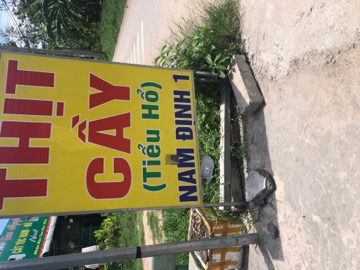 THỊT
CẦY
(Tiểu Hổ)
NAM ĐỊNH 1